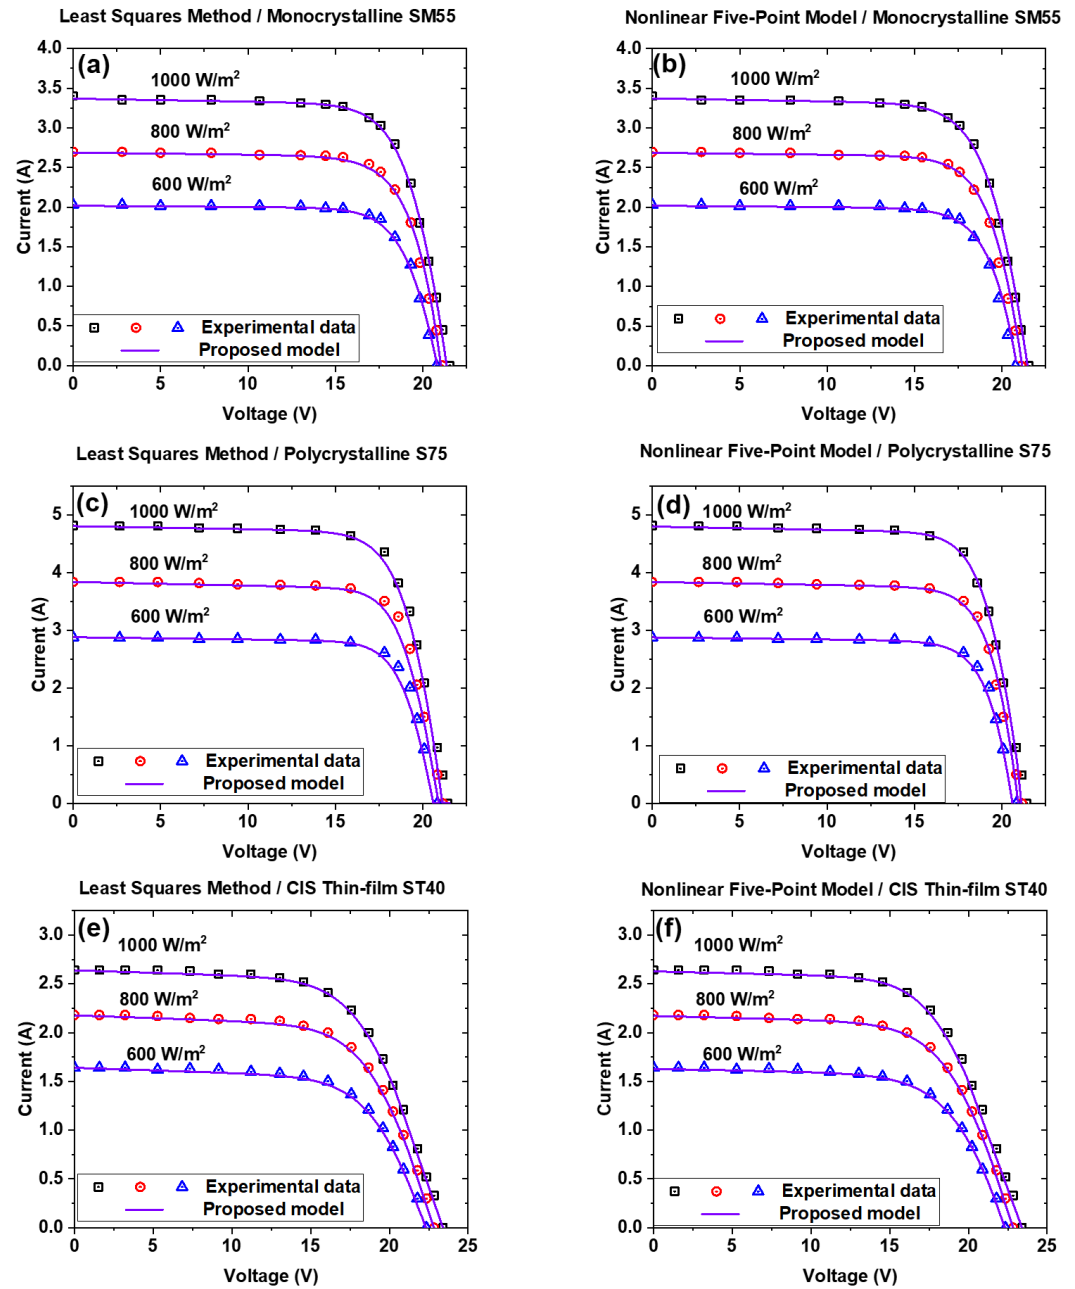 Least Squares Method / Monocrystalline SM55
(a)
1000 W/m²
800 W/m²
600 W/m²
4.0
3.5
3.0
2.5
2.0
1.5
1.0
0.5
0.0
Current (A)
Experimental data
Proposed model
0 5 10 15 20
Voltage (V)
Nonlinear Five-Point Model / Monocrystalline SM55
(b)
1000 W/m²
800 W/m²
600 W/m²
4.0
3.5
3.0
2.5
2.0
1.5
1.0
0.5
0.0
Current (A)
Experimental data
Proposed model
0 5 10 15 20
Voltage (V)
Least Squares Method / Polycrystalline S75
(c)
1000 W/m²
800 W/m²
600 W/m²
5
4
3
2
1
0
Current (A)
Experimental data
Proposed model
0 5 10 15 20
Voltage (V)
Nonlinear Five-Point Model / Polycrystalline S75
(d)
1000 W/m²
800 W/m²
600 W/m²
5
4
3
2
1
0
Current (A)
Experimental data
Proposed model
0 5 10 15 20
Voltage (V)
Least Squares Method / CIS Thin-film ST40
(e)
1000 W/m²
800 W/m²
600 W/m²
3.0
2.5
2.0
1.5
1.0
0.5
0.0
Current (A)
Experimental data
Proposed model
0 5 10 15 20 25
Voltage (V)
Nonlinear Five-Point Model / CIS Thin-film ST40
(f)
1000 W/m²
800 W/m²
600 W/m²
3.0
2.5
2.0
1.5
1.0
0.5
0.0
Current (A)
Experimental data
Proposed model
0 5 10 15 20 25
Voltage (V)